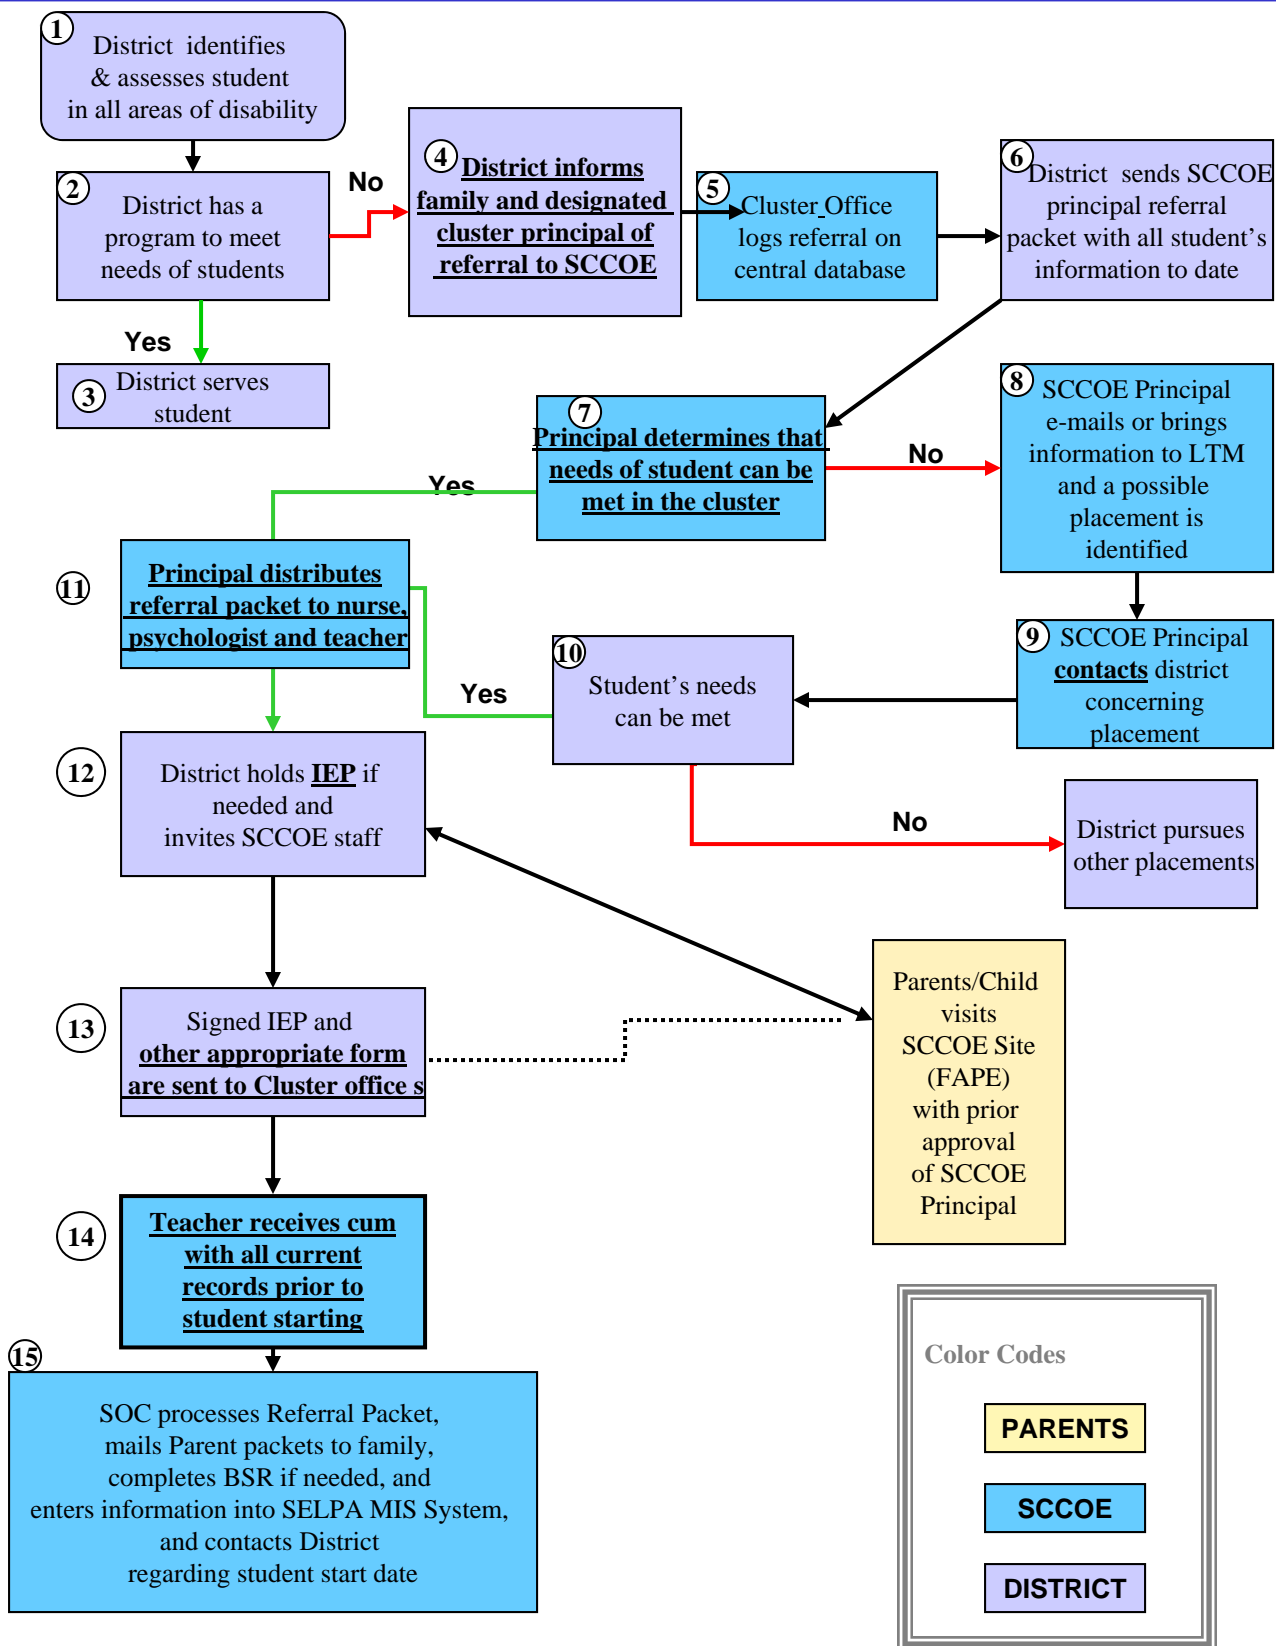 1
District identifies
& assesses student
in all areas of disability
2
District has a
program to meet
needs of students
No
Yes
3
District serves
student
4
District informs
family and designated
cluster principal of
referral to SCCOE
5
Cluster Office
logs referral on
central database
6
District sends SCCOE
principal referral
packet with all student's
information to date
7
Principal determines that
needs of student can be
met in the cluster
No
Yes
8
SCCOE Principal
e-mails or brings
information to LTM
and a possible
placement is
identified
9
SCCOE Principal
contacts district
concerning
placement
10
Student's needs
can be met
Yes
No
District pursues
other placements
11
Principal distributes
referral packet to nurse,
psychologist and teacher
12
District holds IEP if
needed and
invites SCCOE staff
13
Signed IEP and
other appropriate form
are sent to Cluster office s
Parents/Child
visits
SCCOE Site
(FAPE)
with prior
approval
of SCCOE
Principal
14
Teacher receives cum
with all current
records prior to
student starting
15
SOC processes Referral Packet,
mails Parent packets to family,
completes BSR if needed, and
enters information into SELPA MIS System,
and contacts District
regarding student start date
Color Codes
PARENTS
SCCOE
DISTRICT